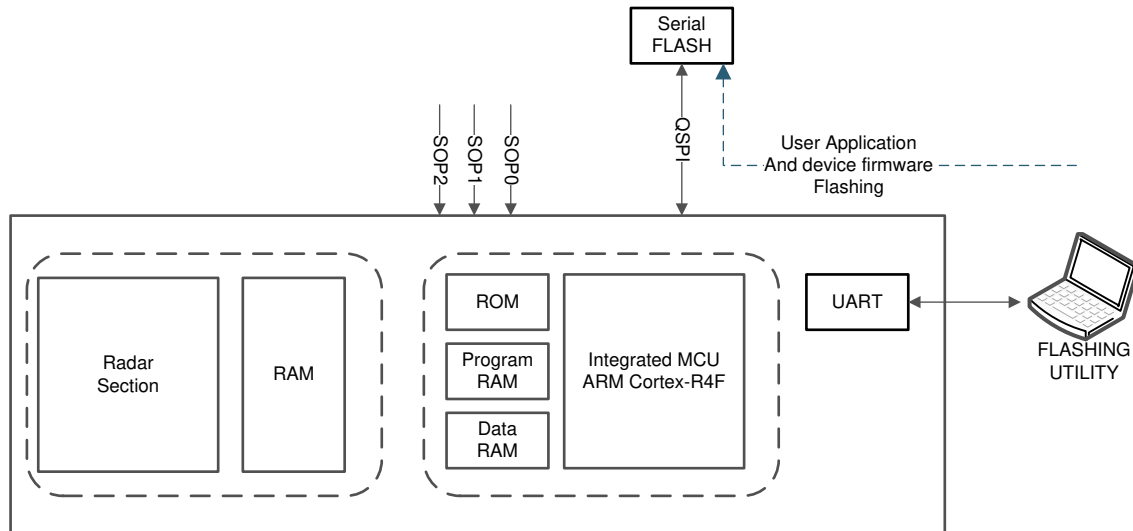 Serial
FLASH
SOP2
SOP1
SOP0
QSPI
User Application
And device firmware
Flashing
Radar
Section
RAM
ROM
Program
RAM
Data
RAM
Integrated MCU
ARM Cortex-R4F
UART
FLASHING
UTILITY